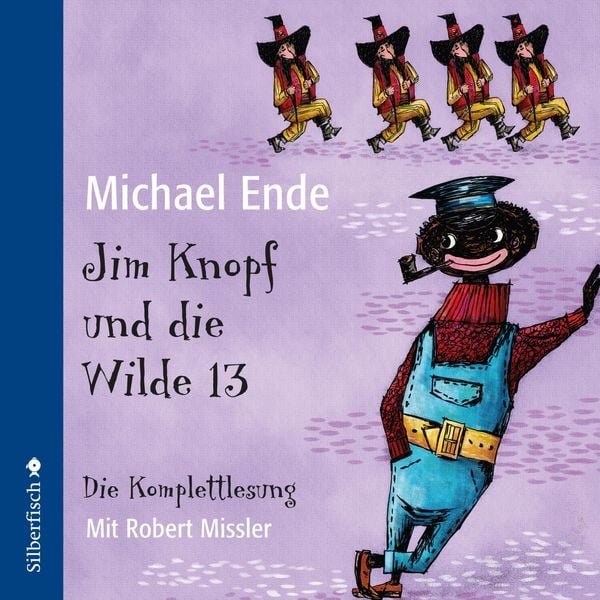 Michael Ende
Jim Knopf
und die
Wilde 13
Die Komplettlesung
Mit Robert Missler
Silberfisch